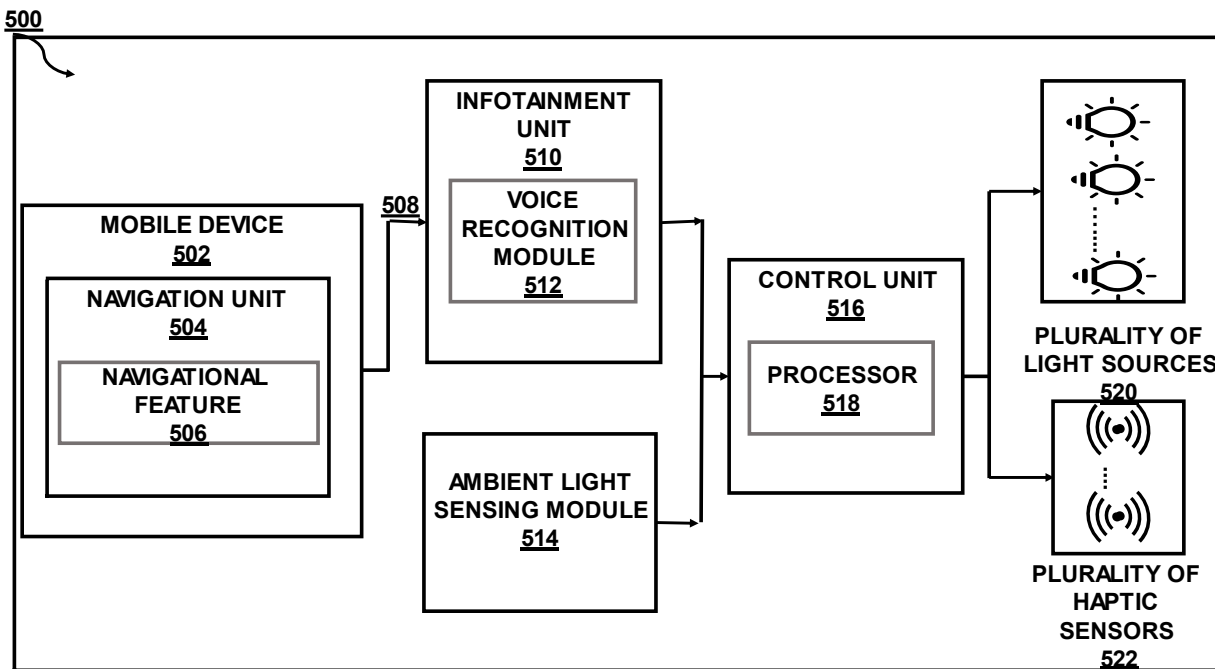 500
MOBILE DEVICE
502
NAVIGATION UNIT
504
NAVIGATIONAL
FEATURE
506
508
INFOTAINMENT
UNIT
510
VOICE
RECOGNITION
MODULE
512
AMBIENT LIGHT
SENSING MODULE
514
CONTROL UNIT
516
PROCESSOR
518
PLURALITY OF
LIGHT SOURCES
520
PLURALITY OF
HAPTIC
SENSORS
522